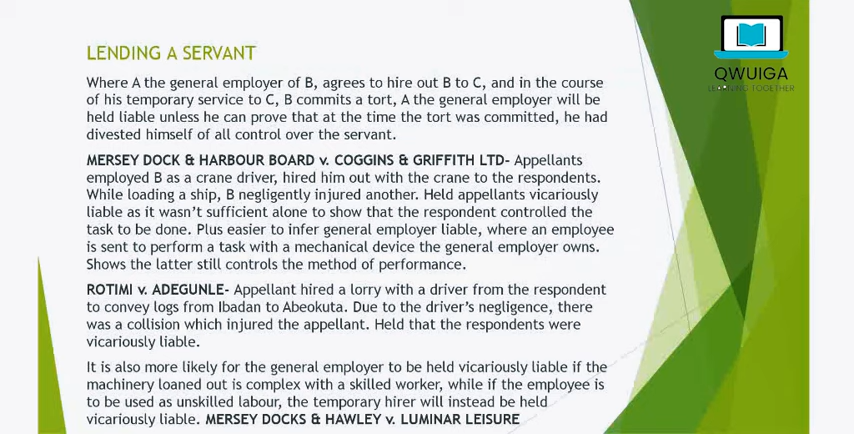 QWUIGA
LEARNING TOGETHER
LENDING A SERVANT
Where A the general employer of B, agrees to hire out B to C, and in the course
of his temporary service to C, B commits a tort, A the general employer will be
held liable unless he can prove that at the time the tort was committed, he had
divested himself of all control over the servant.
MERSEY DOCK & HARBOUR BOARD v. COGGINS & GRIFFITH LTD- Appellants
employed B as a crane driver, hired him out with the crane to the respondents.
While loading a ship, B negligently injured another. Held appellants vicariously
liable as it wasn't sufficient alone to show that the respondent controlled the
task to be done. Plus easier to infer general employer liable, where an employee
is sent to perform a task with a mechanical device the general employer owns.
Shows the latter still controls the method of performance.
ROTIMI v. ADEGUNLE- Appellant hired a lorry with a driver from the respondent
to convey logs from Ibadan to Abeokuta. Due to the driver's negligence, there
was a collision which injured the appellant. Held that the respondents were
vicariously liable.
It is also more likely for the general employer to be held vicariously liable if the
machinery loaned out is complex with a skilled worker, while if the employee is
to be used as unskilled labour, the temporary hirer will instead be held
vicariously liable. MERSEY DOCKS & HAWLEY v. LUMINAR LEISURE